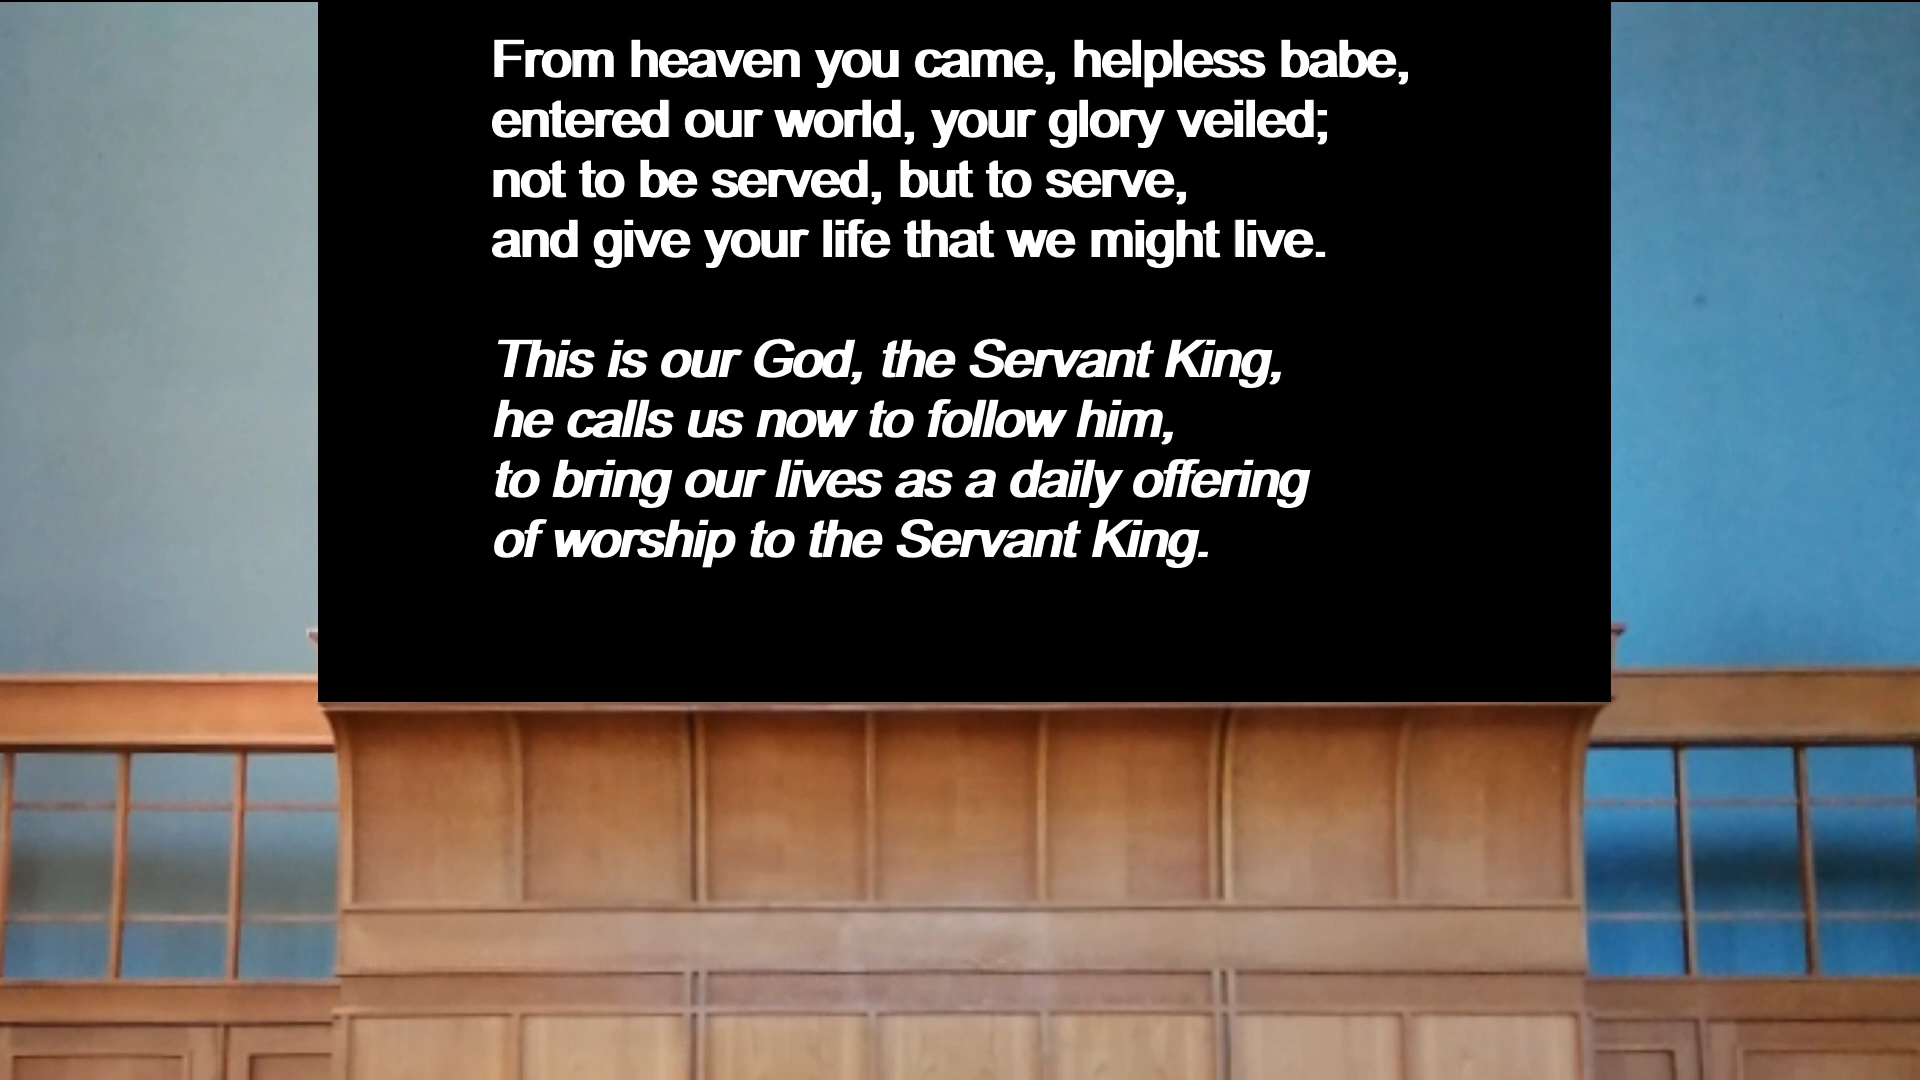 From heaven you came, helpless babe,
entered our world, your glory veiled;
not to be served, but to serve,
and give your life that we might live.
This is our God, the Servant King,
he calls us now to follow him,
to bring our lives as a daily offering
of worship to the Servant King.